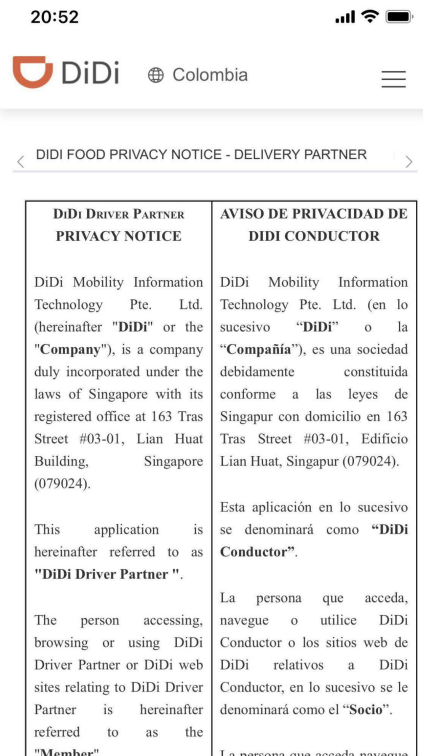 20:52
DiDi Colombia
DIDI FOOD PRIVACY NOTICE - DELIVERY PARTNER
DIDI DRIVER PARTNER
PRIVACY NOTICE
DiDi Mobility Information
Technology Pte. Ltd.
(hereinafter "DiDi" or the
"Company"), is a company
duly incorporated under the
laws of Singapore with its
registered office at 163 Tras
Street #03-01, Lian Huat
Building, Singapore
(079024).
This application is
hereinafter referred to as
"DiDi Driver Partner ".
The person accessing,
browsing or using DiDi
Driver Partner or DiDi web
sites relating to DiDi Driver
Partner is hereinafter
referred to as the
"Member"
AVISO DE PRIVACIDAD DE
DIDI CONDUCTOR
DiDi Mobility Information
Technology Pte. Ltd. (en lo
sucesivo “DiDi” o la
“Compañía”), es una sociedad
debidamente constituida
conforme a las leyes de
Singapur con domicilio en 163
Tras Street #03-01, Edificio
Lian Huat, Singapur (079024).
Esta aplicación en lo sucesivo
se denominará como “DiDi
Conductor”.
La persona que acceda,
navegue o utilice DiDi
Conductor o los sitios web de
DiDi relativos a DiDi
Conductor, en lo sucesivo se le
denominará como el “Socio”.
La persona que acceda navegue